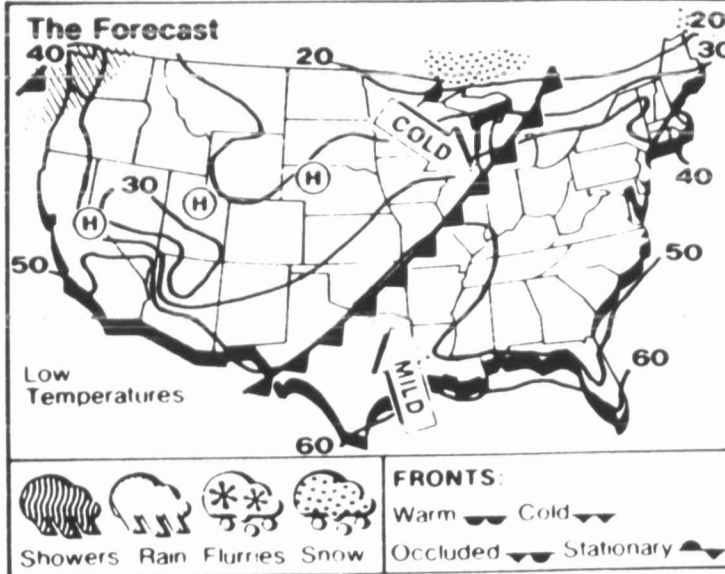 The Forecast
40
20
20
30
COLD
H
H
H
30
40
50
50
60
MILD
Low
Temperatures
60
Showers Rain Flurries Snow
FRONTS:
Warm Cold
Occluded Stationary